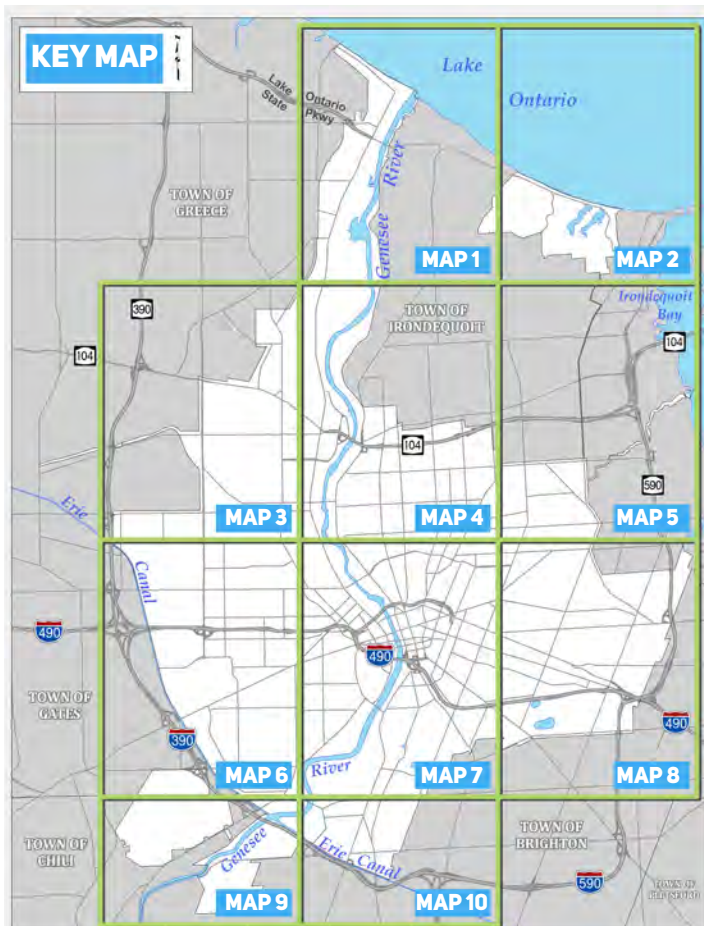 KEY MAP
N
Lake
Ontario
Lake
Ontario
State
Pkwy
River
Genesee
TOWN OF
GREECE
MAP 1
MAP 2
390
TOWN OF
IRONDEQUOIT
Irondequoit
Bay
104
104
104
590
MAP 3
MAP 4
MAP 5
Erie
Canal
490
490
TOWN OF
GATES
390
490
MAP 6
River
MAP 7
MAP 8
TOWN OF
CHILI
Genesee
Erie Canal
TOWN OF
BRIGHTON
590
TOWN OF
PITTSFORD
MAP 9
MAP 10